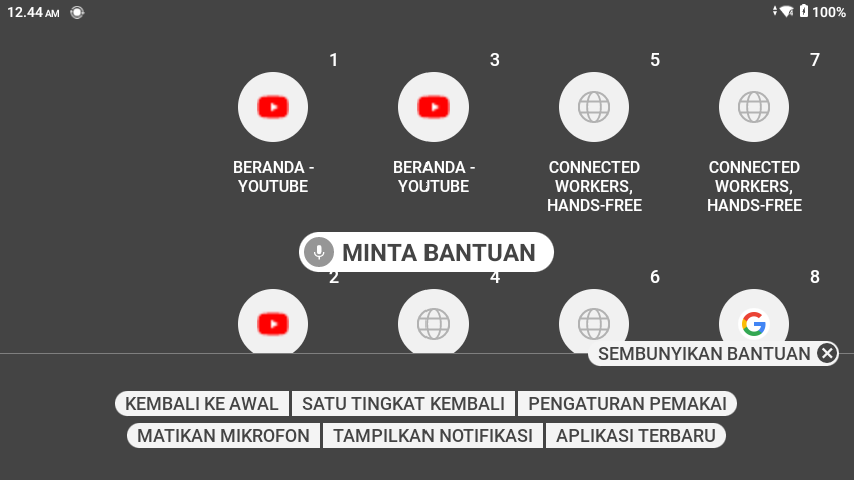 12.44 AM
100%
1
3
5
7
BERANDA -
YOUTUBE
BERANDA -
YOUTUBE
CONNECTED
WORKERS,
HANDS-FREE
CONNECTED
WORKERS,
HANDS-FREE
MINTA BANTUAN
2
4
6
8
SEMBUNYIKAN BANTUAN
KEMBALI KE AWAL
SATU TINGKAT KEMBALI
PENGATURAN PEMAKAI
MATIKAN MIKROFON
TAMPILKAN NOTIFIKASI
APLIKASI TERBARU